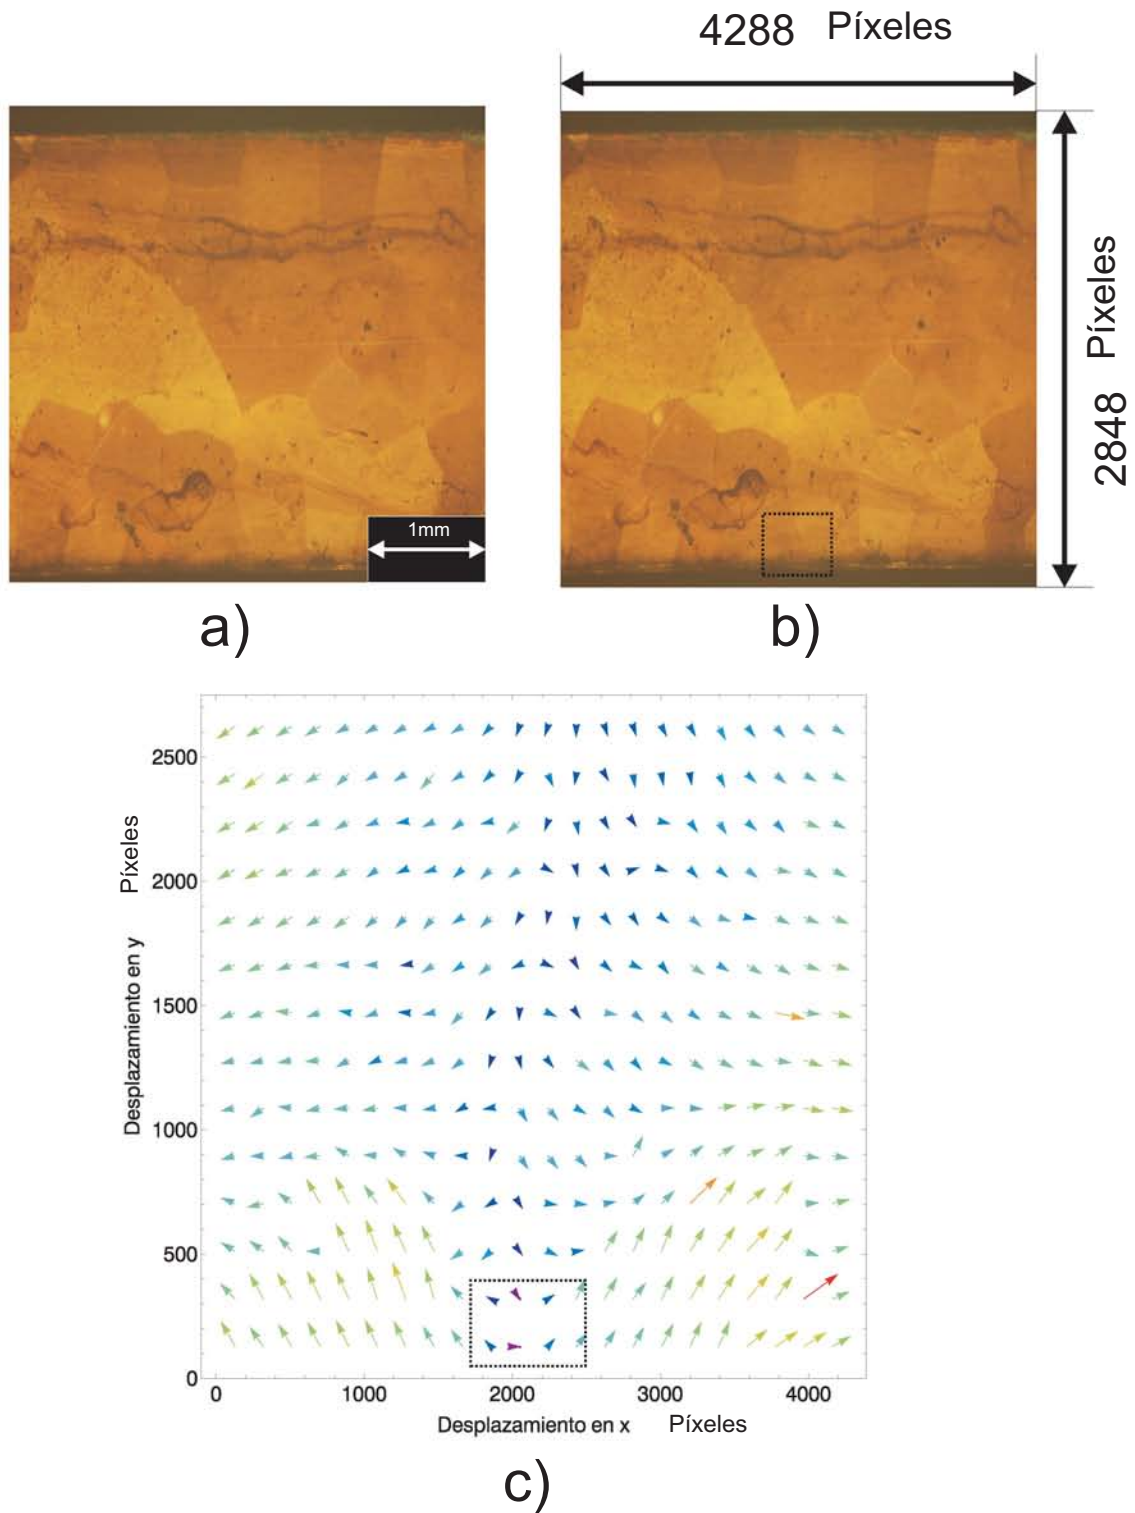 4288 Píxeles
1mm
2848 Píxeles
a)
b)
2500
2000
1500
1000
500
0
Píxeles
Desplazamiento en y
0 1000 2000 3000 4000
Desplazamiento en x Píxeles
c)